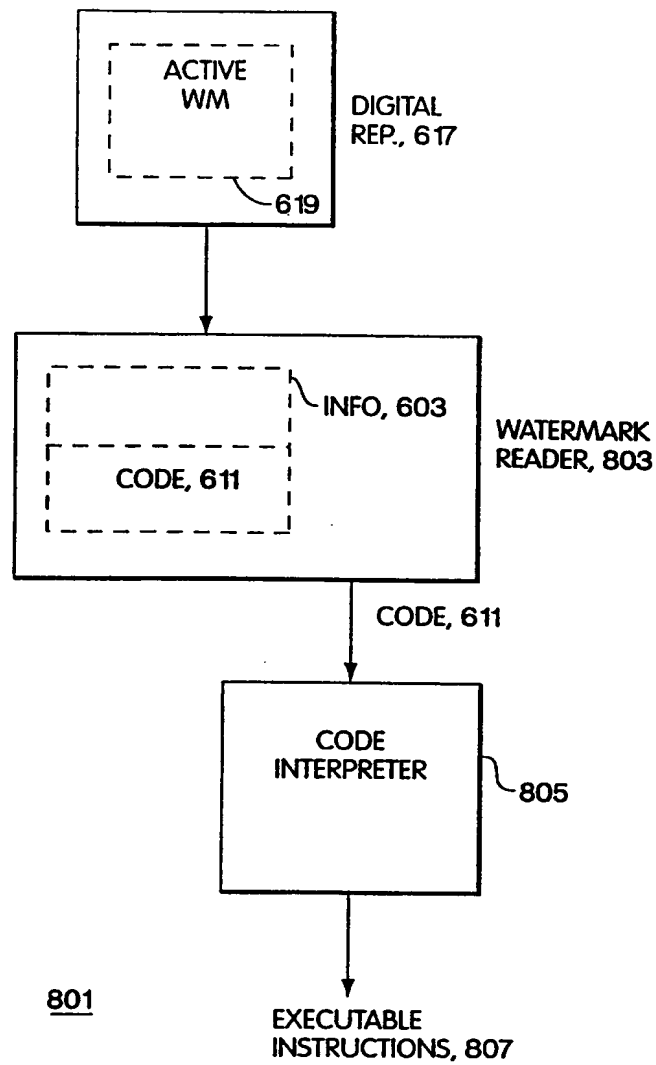 ACTIVE
WM
DIGITAL
REP., 617
619
INFO, 603
CODE, 611
WATERMARK
READER, 803
CODE, 611
CODE
INTERPRETER
805
801
EXECUTABLE
INSTRUCTIONS, 807